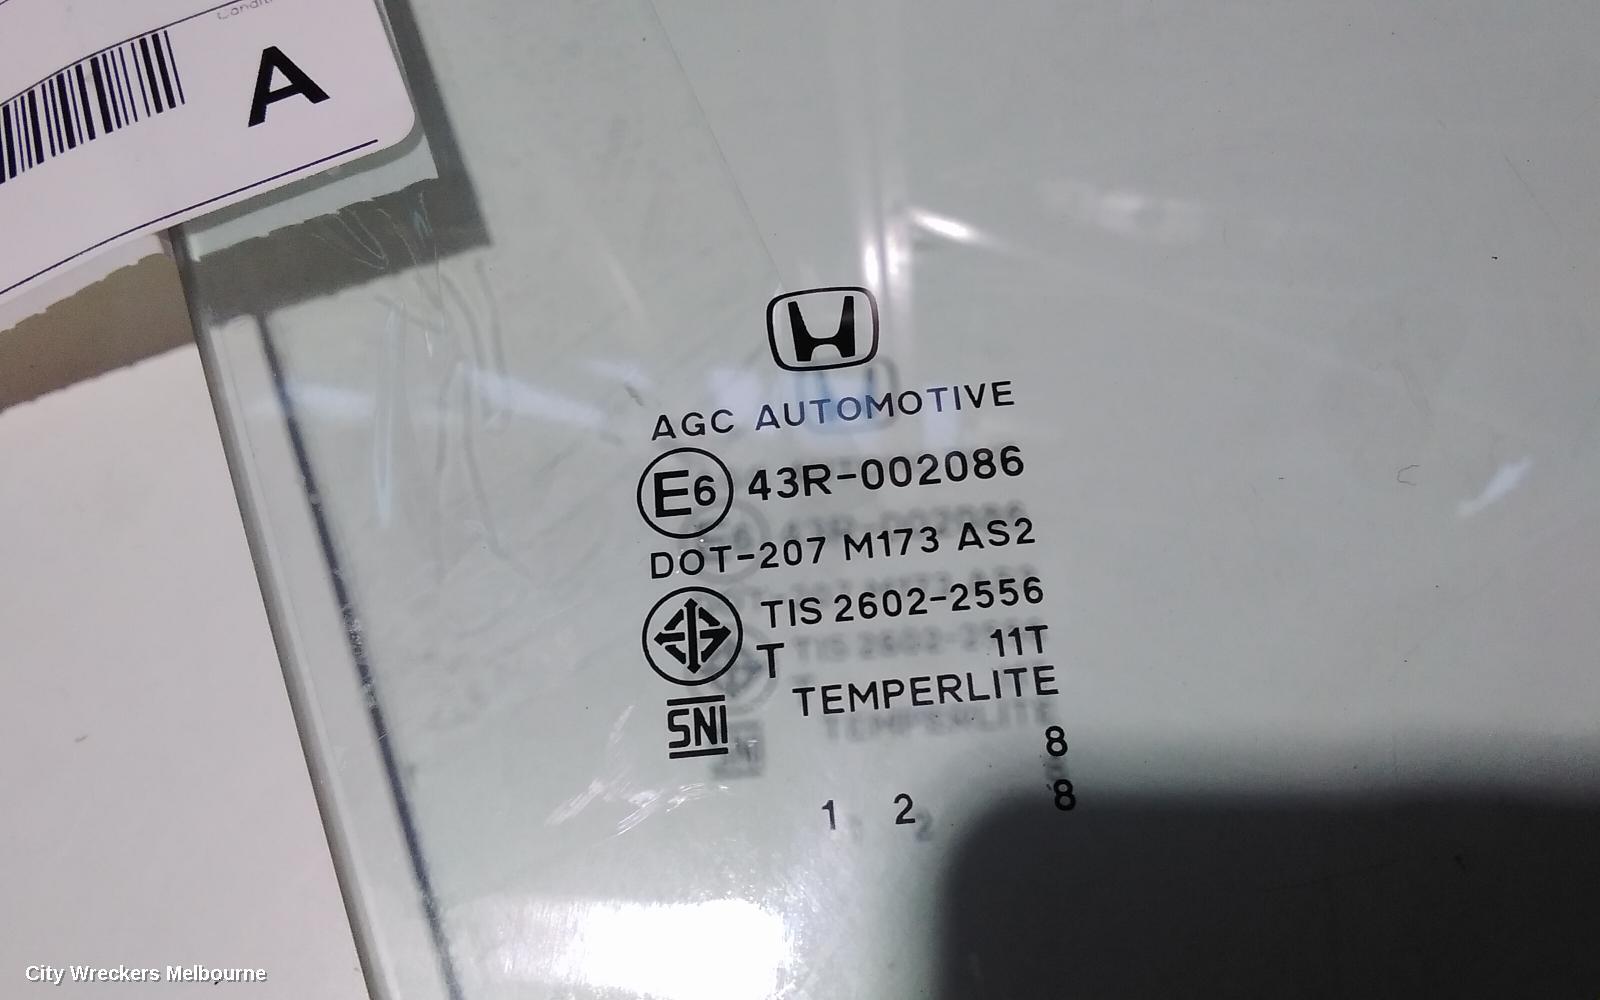 A
AGC AUTOMOTIVE
E6 43R-002086
DOT-207 M173 AS2
TIS 2602-2556
T 11T
TEMPERLITE
SNI
8
1 2 8
City Wreckers Melbourne